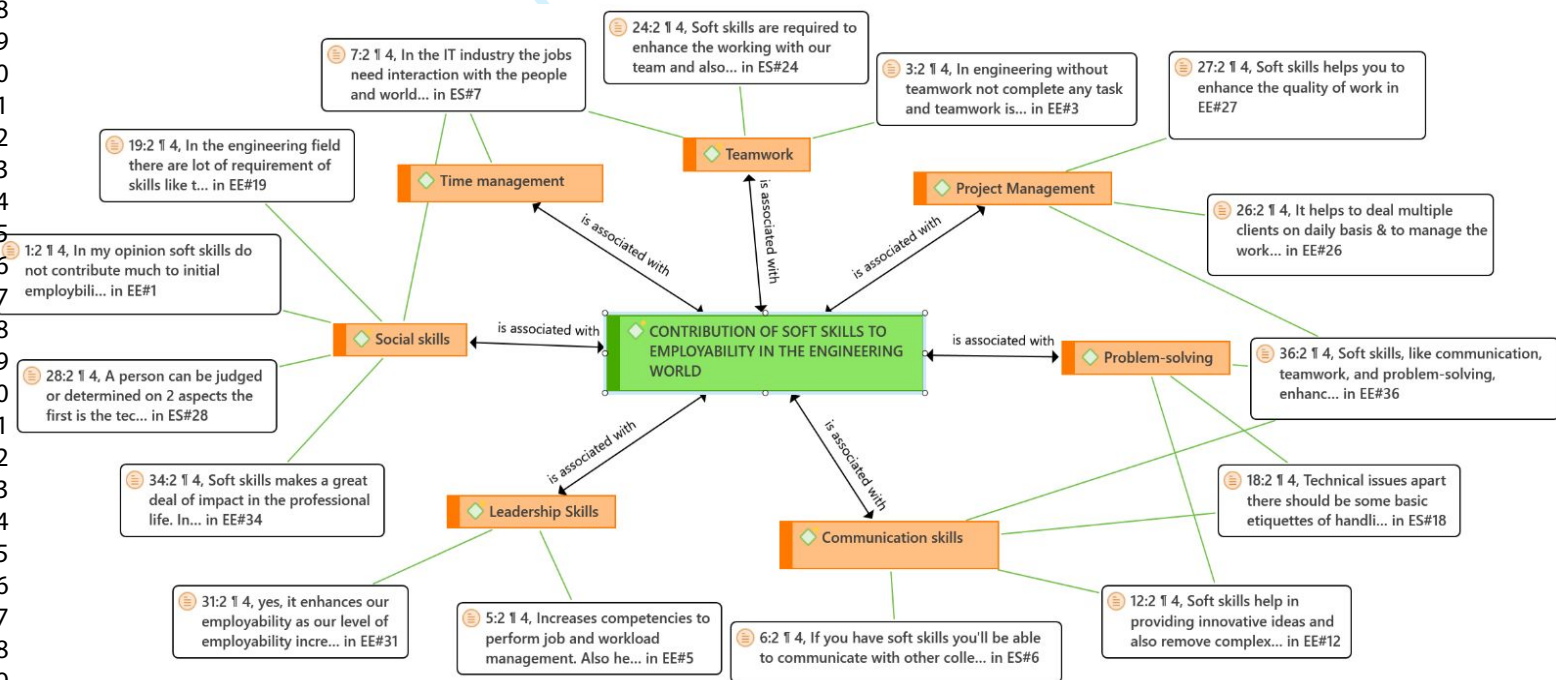 24:2 ¶ 4, Soft skills are required to
enhance the working with our
team and also... in ES#24
7:2 ¶ 4, In the IT industry the jobs
need interaction with the people
and world... in ES#7
3:2 ¶ 4, In engineering without
teamwork not complete any task
and teamwork is... in EE#3
27:2 ¶ 4, Soft skills helps you to
enhance the quality of work in
EE#27
19:2 ¶ 4, In the engineering field
there are lot of requirement of
skills like t... in EE#19
Teamwork
Time management
Project Management
is associated with
is associated with
is associated with
26:2 ¶ 4, It helps to deal multiple
clients on daily basis & to manage the
work... in EE#26
1:2 ¶ 4, In my opinion soft skills do
not contribute much to initial
employbili... in EE#1
Social skills
is associated with
CONTRIBUTION OF SOFT SKILLS TO
EMPLOYABILITY IN THE ENGINEERING
WORLD
is associated with
Problem-solving
36:2 ¶ 4, Soft skills, like communication,
teamwork, and problem-solving,
enhanc... in EE#36
28:2 ¶ 4, A person can be judged
or determined on 2 aspects the
first is the tec... in ES#28
is associated with
is associated with
34:2 ¶ 4, Soft skills makes a great
deal of impact in the professional
life. In... in EE#34
Leadership Skills
Communication skills
18:2 ¶ 4, Technical issues apart
there should be some basic
etiquettes of handli... in ES#18
31:2 ¶ 4, yes, it enhances our
employability as our level of
employability incre... in EE#31
5:2 ¶ 4, Increases competencies to
perform job and workload
management. Also he... in EE#5
6:2 ¶ 4, If you have soft skills you'll be able
to communicate with other colle... in ES#6
12:2 ¶ 4, Soft skills help in
providing innovative ideas and
also remove complex... in EE#12